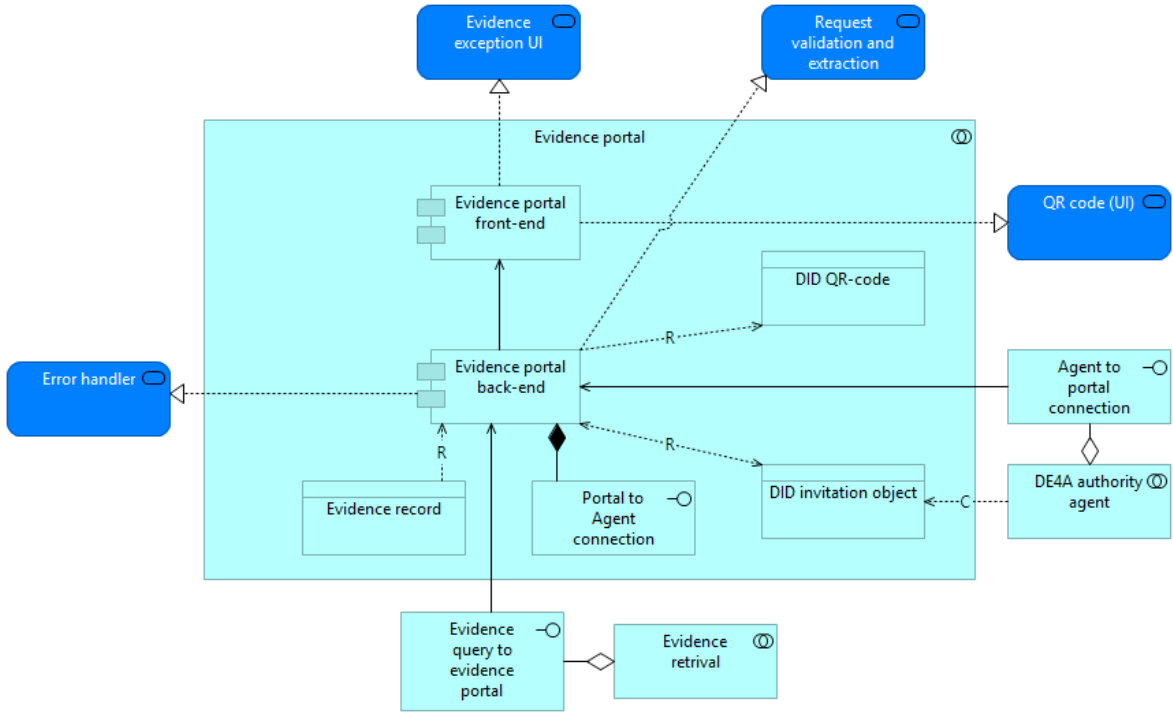 Evidence
exception UI
Request
validation and
extraction
Evidence portal
Evidence portal
front-end
QR code (UI)
DID QR-code
R
Evidence portal
back-end
Error handler
Agent to
portal
connection
R
R
Evidence record
Portal to
Agent
connection
DID invitation object
C
DE4A authority
agent
Evidence
query to
evidence
portal
Evidence
retrival